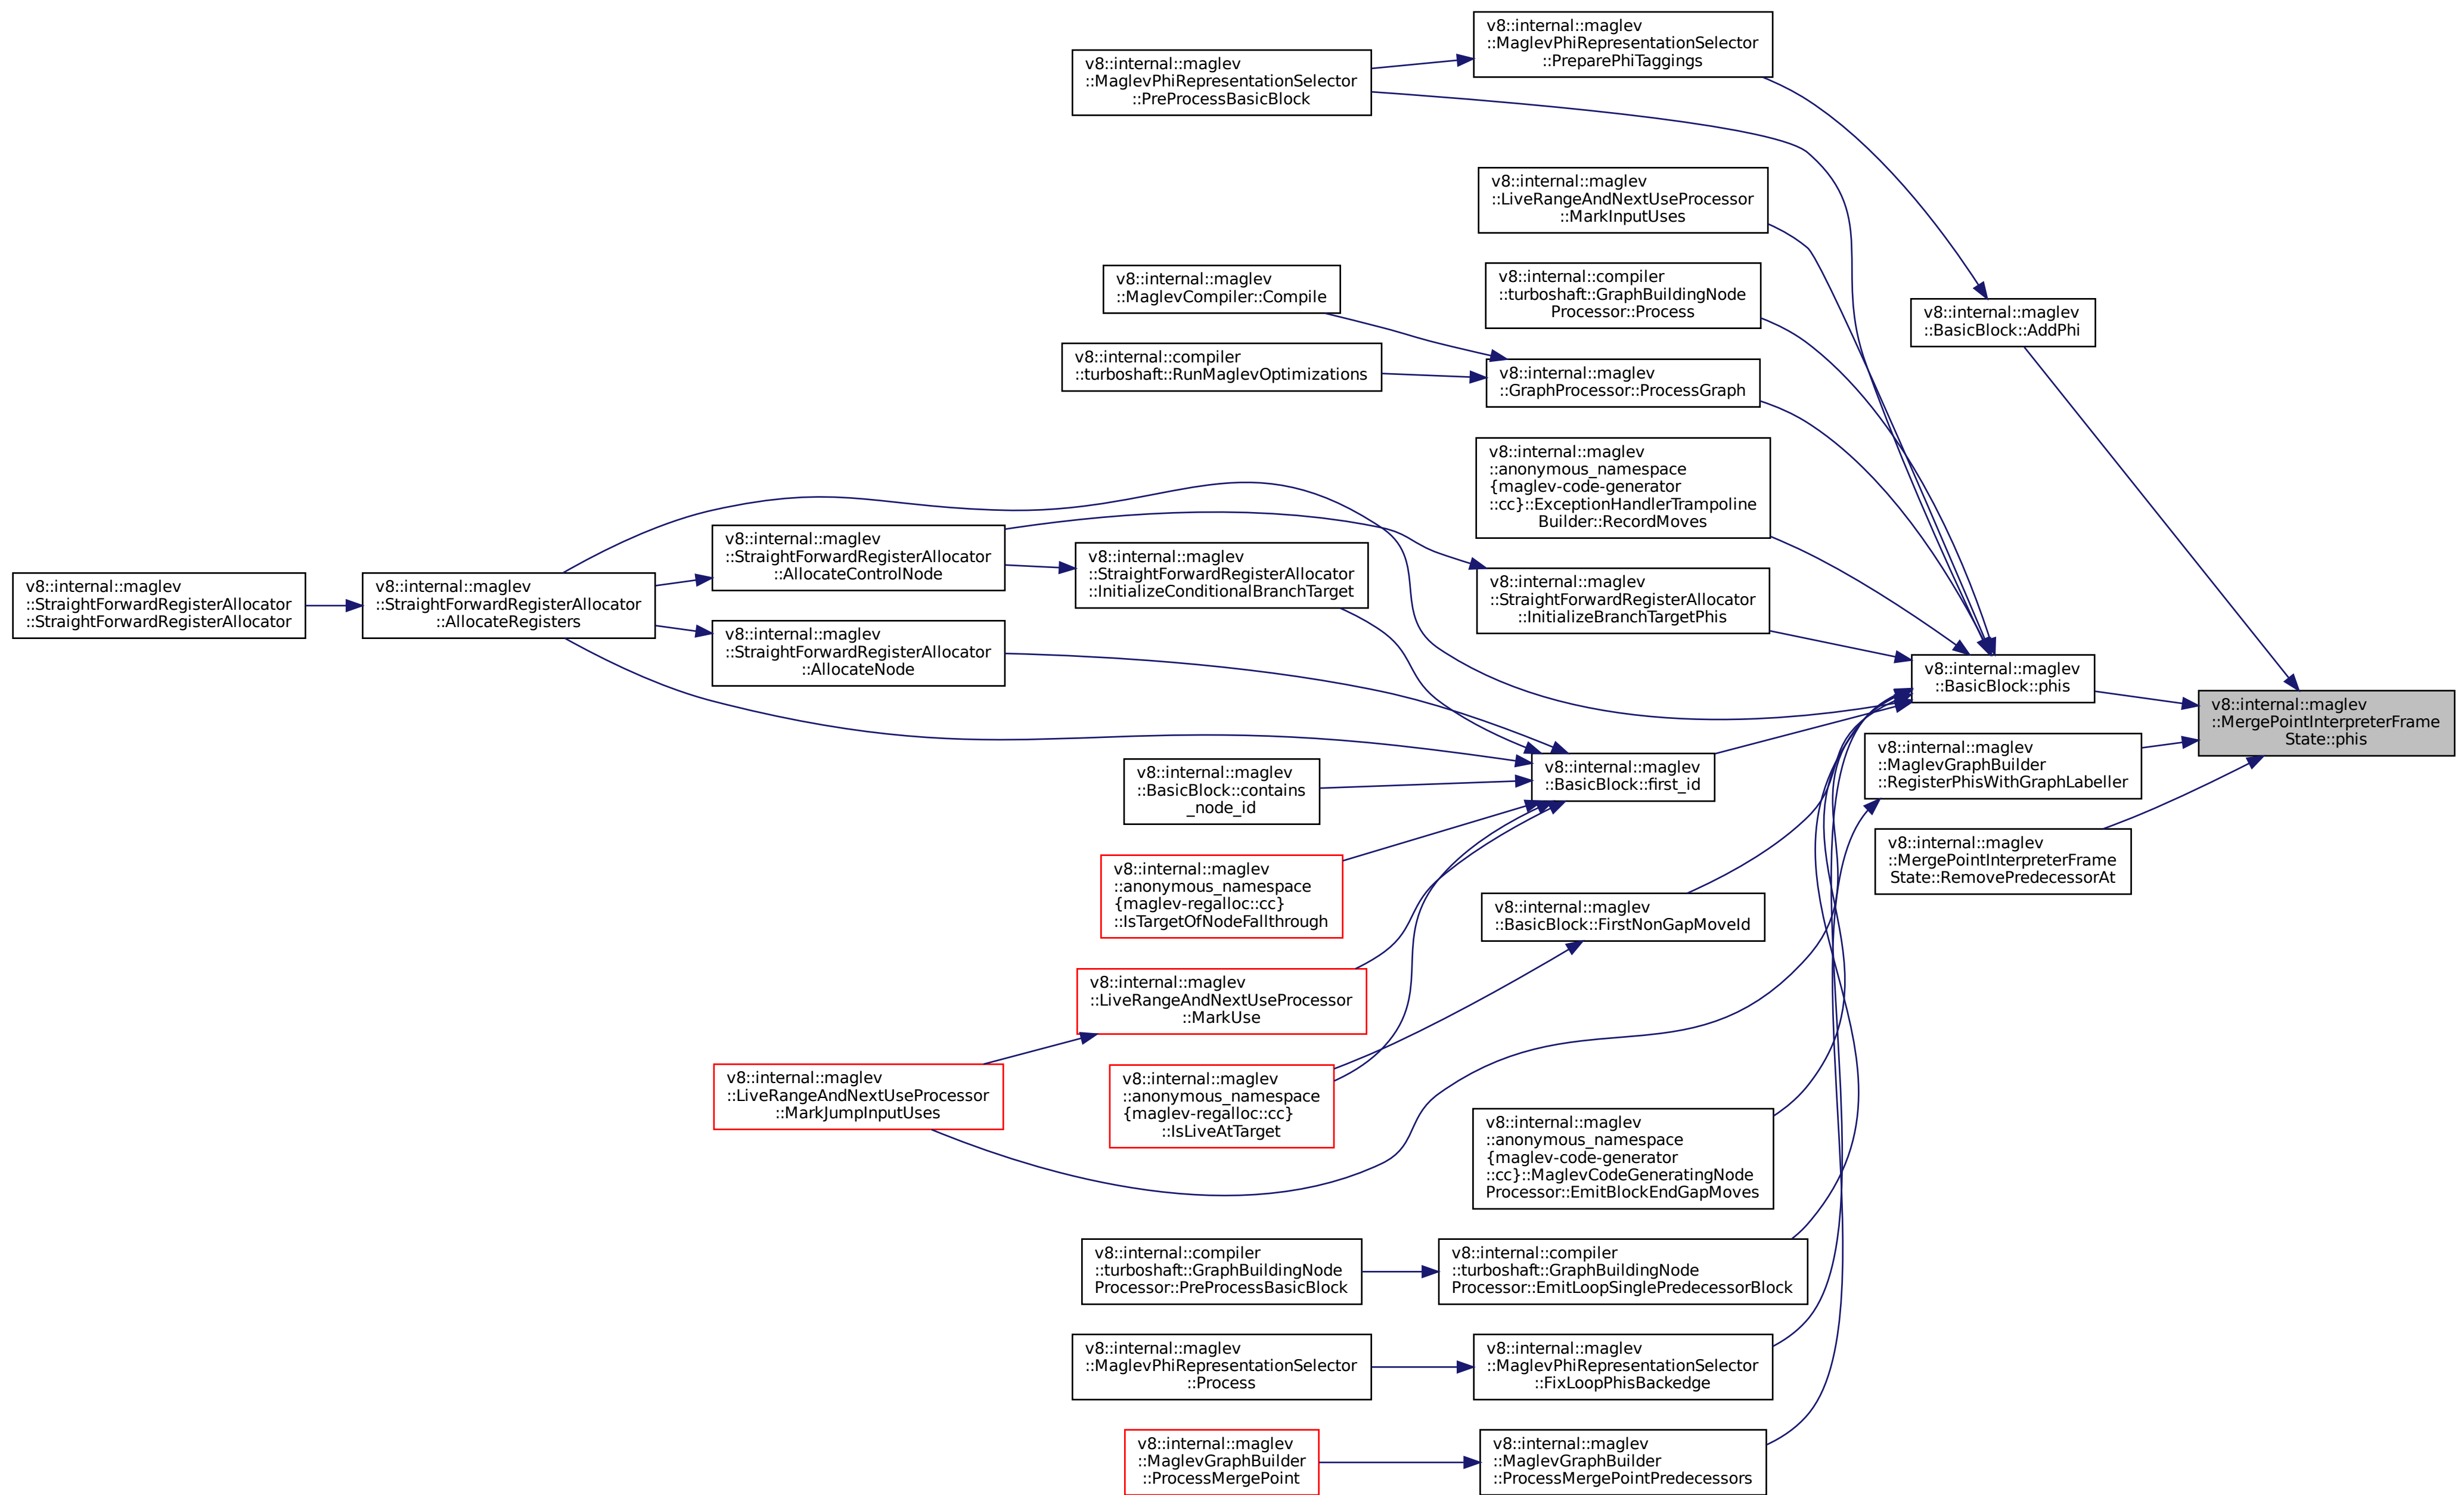 v8::internal::maglev
::MaglevPhiRepresentationSelector
::PreparePhiTaggings
v8::internal::maglev
::MaglevPhiRepresentationSelector
::PreProcessBasicBlock
v8::internal::maglev
::LiveRangeAndNextUseProcessor
::MarkInputUses
v8::internal::maglev
::MaglevCompiler::Compile
v8::internal::compiler
::turboshaft::GraphBuildingNode
Processor::Process
v8::internal::maglev
::BasicBlock::AddPhi
v8::internal::compiler
::turboshaft::RunMaglevOptimizations
v8::internal::maglev
::GraphProcessor::ProcessGraph
v8::internal::maglev
::anonymous_namespace
{maglev-code-generator
::cc}::ExceptionHandlerTrampoline
Builder::RecordMoves
v8::internal::maglev
::StraightForwardRegisterAllocator
::StraightForwardRegisterAllocator
v8::internal::maglev
::StraightForwardRegisterAllocator
::AllocateRegisters
v8::internal::maglev
::StraightForwardRegisterAllocator
::AllocateControlNode
v8::internal::maglev
::StraightForwardRegisterAllocator
::InitializeConditionalBranchTarget
v8::internal::maglev
::StraightForwardRegisterAllocator
::InitializeBranchTargetPhis
v8::internal::maglev
::StraightForwardRegisterAllocator
::AllocateNode
v8::internal::maglev
::BasicBlock::phis
v8::internal::maglev
::MergePointInterpreterFrame
State::phis
v8::internal::maglev
::BasicBlock::contains
_node_id
v8::internal::maglev
::BasicBlock::first_id
v8::internal::maglev
::MaglevGraphBuilder
::RegisterPhisWithGraphLabeller
v8::internal::maglev
::MergePointInterpreterFrame
State::RemovePredecessorAt
v8::internal::maglev
::anonymous_namespace
{maglev-regalloc::cc}
::IsTargetOfNodeFallthrough
v8::internal::maglev
::BasicBlock::FirstNonGapMoveId
v8::internal::maglev
::LiveRangeAndNextUseProcessor
::MarkUse
v8::internal::maglev
::LiveRangeAndNextUseProcessor
::MarkJumpInputUses
v8::internal::maglev
::anonymous_namespace
{maglev-regalloc::cc}
::IsLiveAtTarget
v8::internal::maglev
::anonymous_namespace
{maglev-code-generator
::cc}::MaglevCodeGeneratingNode
Processor::EmitBlockEndGapMoves
v8::internal::compiler
::turboshaft::GraphBuildingNode
Processor::PreProcessBasicBlock
v8::internal::compiler
::turboshaft::GraphBuildingNode
Processor::EmitLoopSinglePredecessorBlock
v8::internal::maglev
::MaglevPhiRepresentationSelector
::Process
v8::internal::maglev
::MaglevPhiRepresentationSelector
::FixLoopPhisBackedge
v8::internal::maglev
::MaglevGraphBuilder
::ProcessMergePoint
v8::internal::maglev
::MaglevGraphBuilder
::ProcessMergePointPredecessors